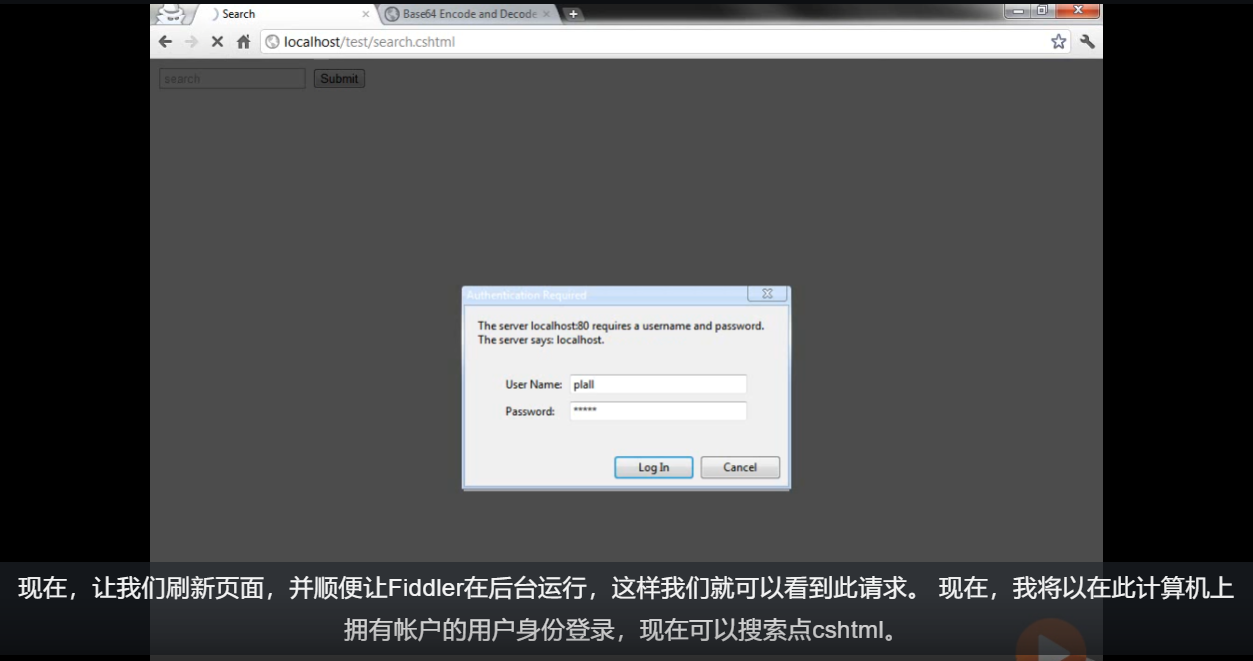 Search
Base64 Encode and Decode
localhost/test/search.cshtml
search
Submit
Authentication Required
The server localhost:80 requires a username and password.
The server says: localhost.
User Name: plall
Password: *****
Log In Cancel
现在，让我们刷新页面，并顺便让Fiddler在后台运行，这样我们就可以看到此请求。 现在，我将以在此计算机上
拥有帐户的用户身份登录，现在可以搜索点cshtml。